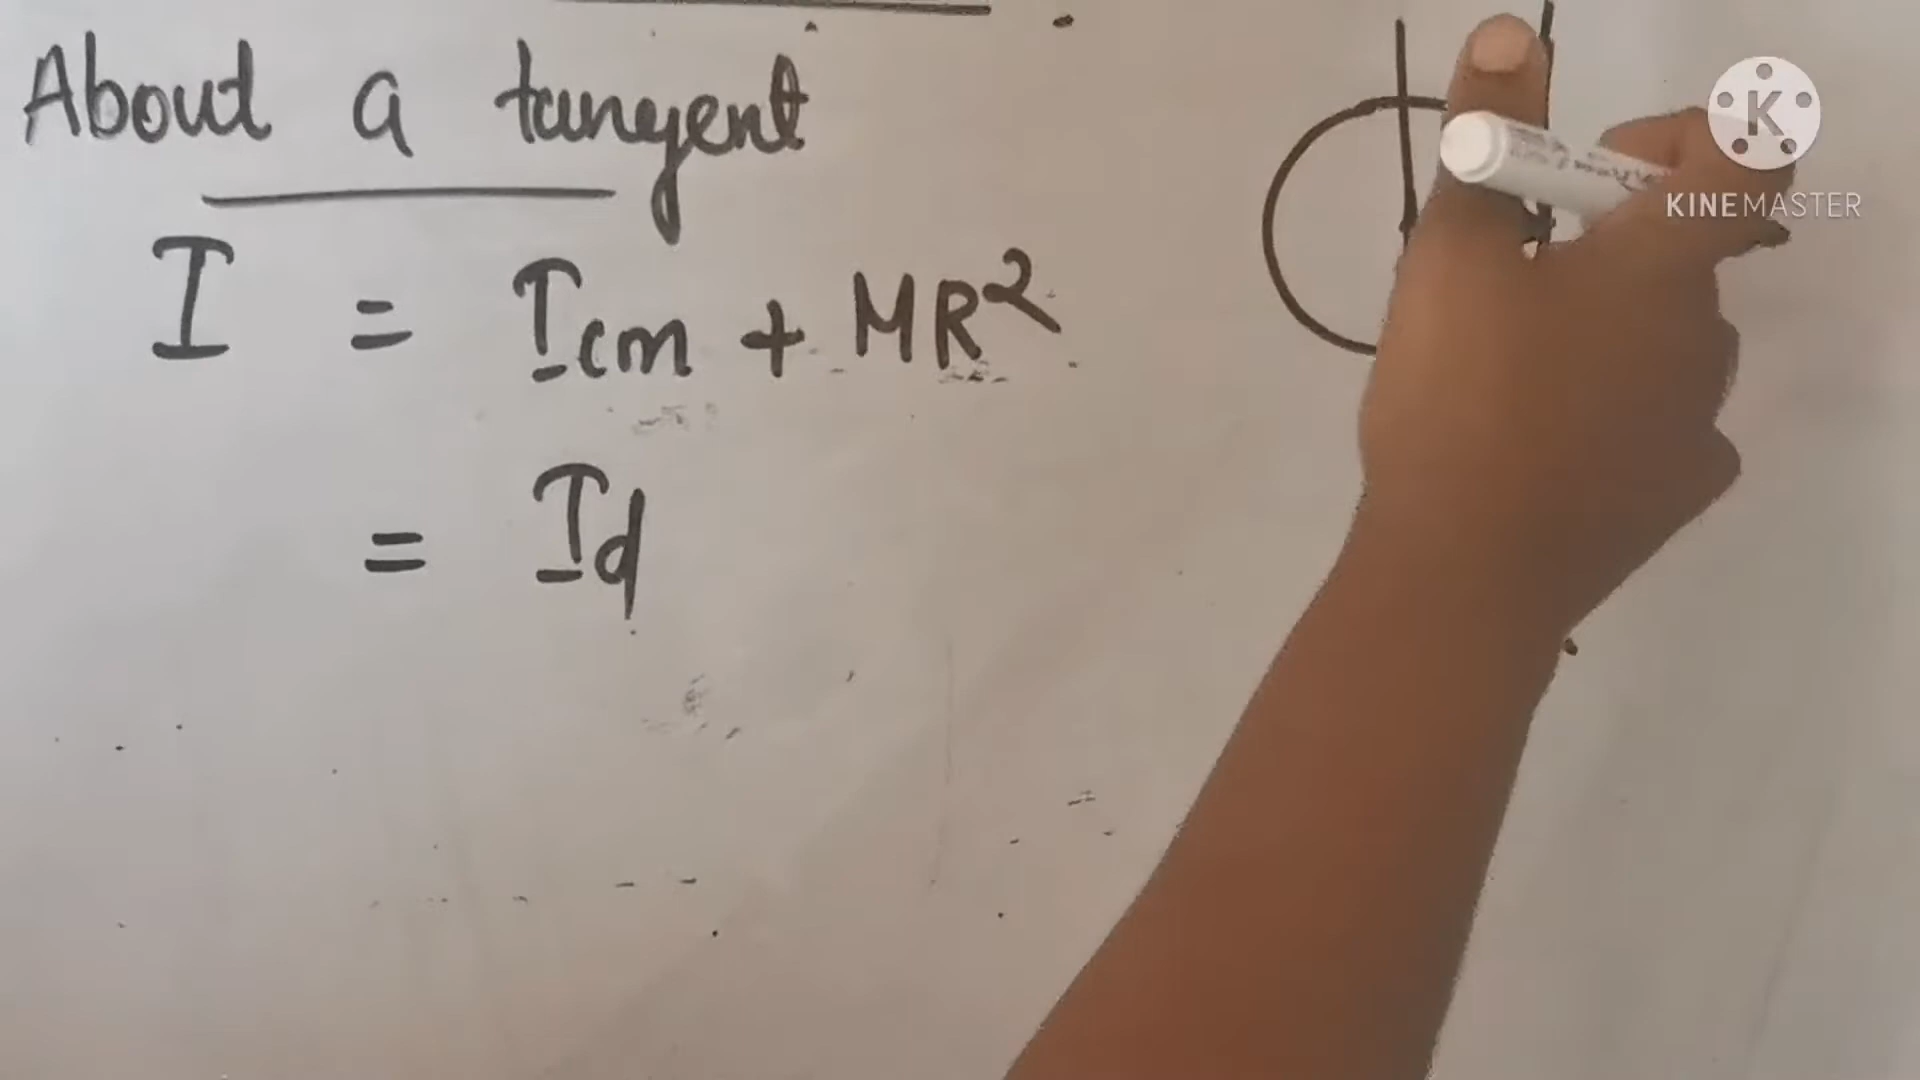 About a tangent
I = Icm + MR²
= Id
K
KINEMASTER